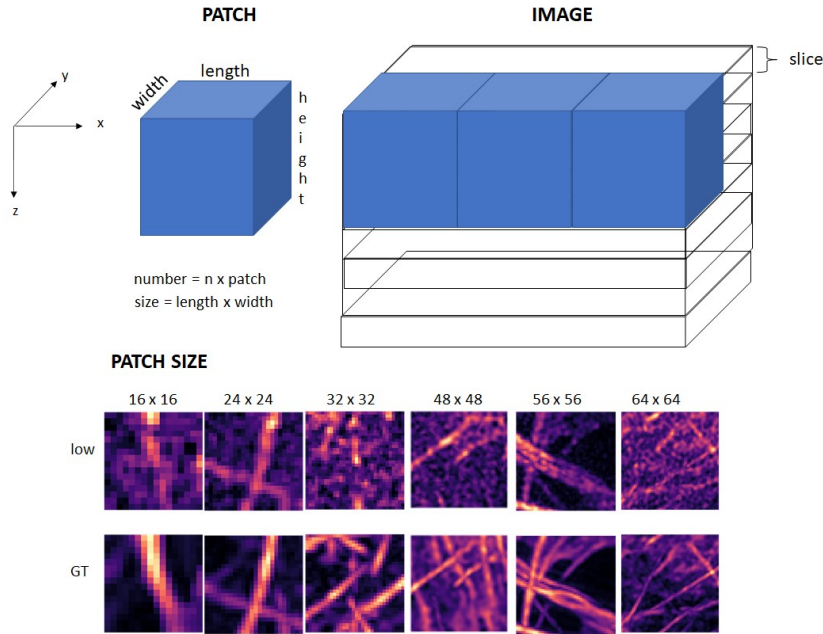 PATCH
IMAGE
slice
length
width
height
y
x
z
number = n x patch
size = length x width
PATCH SIZE
16 x 16 24 x 24 32 x 32 48 x 48 56 x 56 64 x 64
low
GT